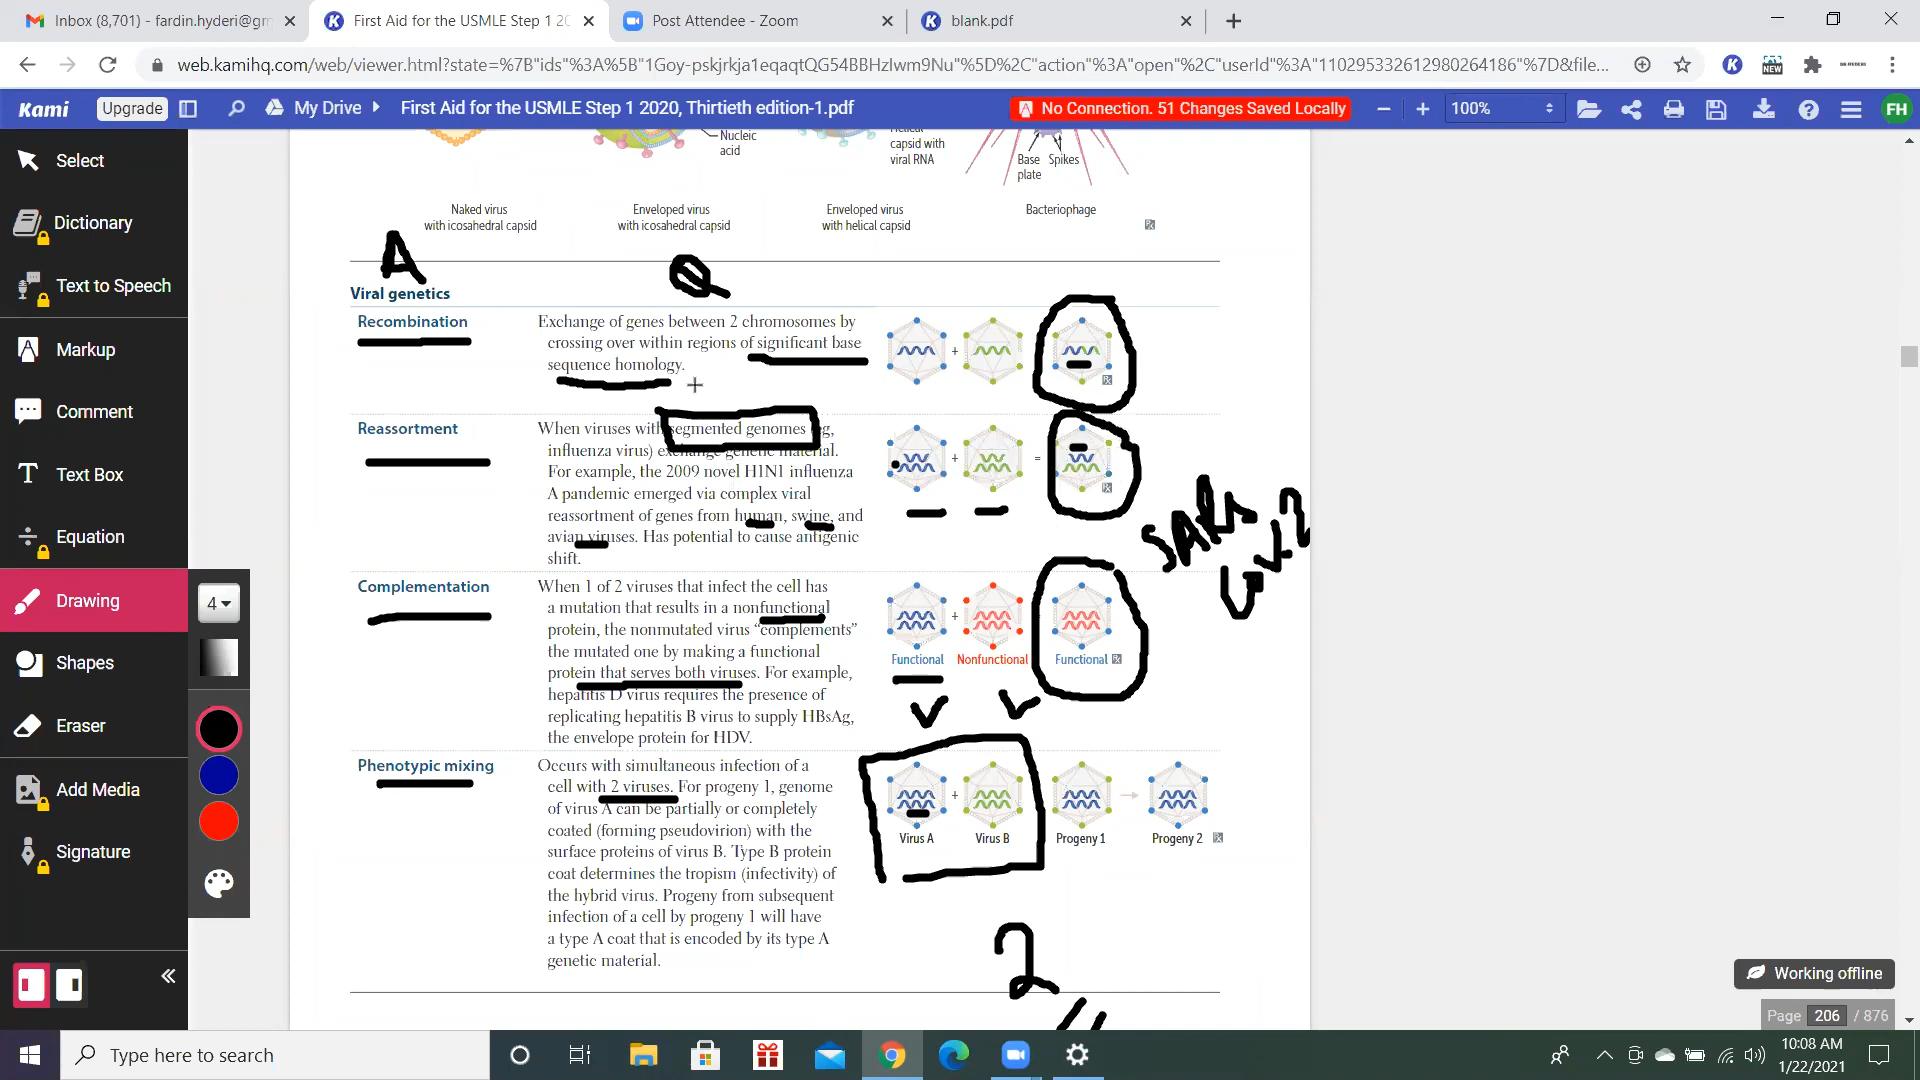 Inbox (8,701) - fardin.hyderi@gm
First Aid for the USMLE Step 1 20
Post Attendee - Zoom
blank.pdf
web.kamihq.com/web/viewer.html?state=%7B"ids"%3A%5B"1Goy-pskjrkja1eqaqtQG54BBHzIwm9Nu"%5D%2C"action"%3A"open"%2C"userId"%3A"110295332612980264186"%7D&file...
NEW
Kami
Upgrade
My Drive
First Aid for the USMLE Step 1 2020, Thirtieth edition-1.pdf
No Connection. 51 Changes Saved Locally
100%
FH
Select
Dictionary
Text to Speech
Markup
Comment
Text Box
Equation
Drawing
Shapes
Eraser
Add Media
Signature
4
Nucleic
acid
capsid with
viral RNA
Base
plate
Spikes
Naked virus
with icosahedral capsid
Enveloped virus
with icosahedral capsid
Enveloped virus
with helical capsid
Bacteriophage
A
Viral genetics
Recombination
Exchange of genes between 2 chromosomes by
crossing over within regions of significant base
sequence homology.
+
Reassortment
When viruses with segmented genomes (eg,
influenza virus) exchange genetic material.
For example, the 2009 novel H1N1 influenza
A pandemic emerged via complex viral
reassortment of genes from human, swine, and
avian viruses. Has potential to cause antigenic
shift.
+ =
SARS
Cov2
Complementation
When 1 of 2 viruses that infect the cell has
a mutation that results in a nonfunctional
protein, the nonmutated virus “complements”
the mutated one by making a functional
protein that serves both viruses. For example,
hepatitis D virus requires the presence of
replicating hepatitis B virus to supply HBsAg,
the envelope protein for HDV.
+
Functional
Nonfunctional
Functional
Phenotypic mixing
Occurs with simultaneous infection of a
cell with 2 viruses. For progeny 1, genome
of virus A can be partially or completely
coated (forming pseudovirion) with the
surface proteins of virus B. Type B protein
coat determines the tropism (infectivity) of
the hybrid virus. Progeny from subsequent
infection of a cell by progeny 1 will have
a type A coat that is encoded by its type A
genetic material.
+
Virus A
Virus B
Progeny 1
Progeny 2
2
Working offline
Page 206 / 876
Type here to search
10:08 AM
1/22/2021